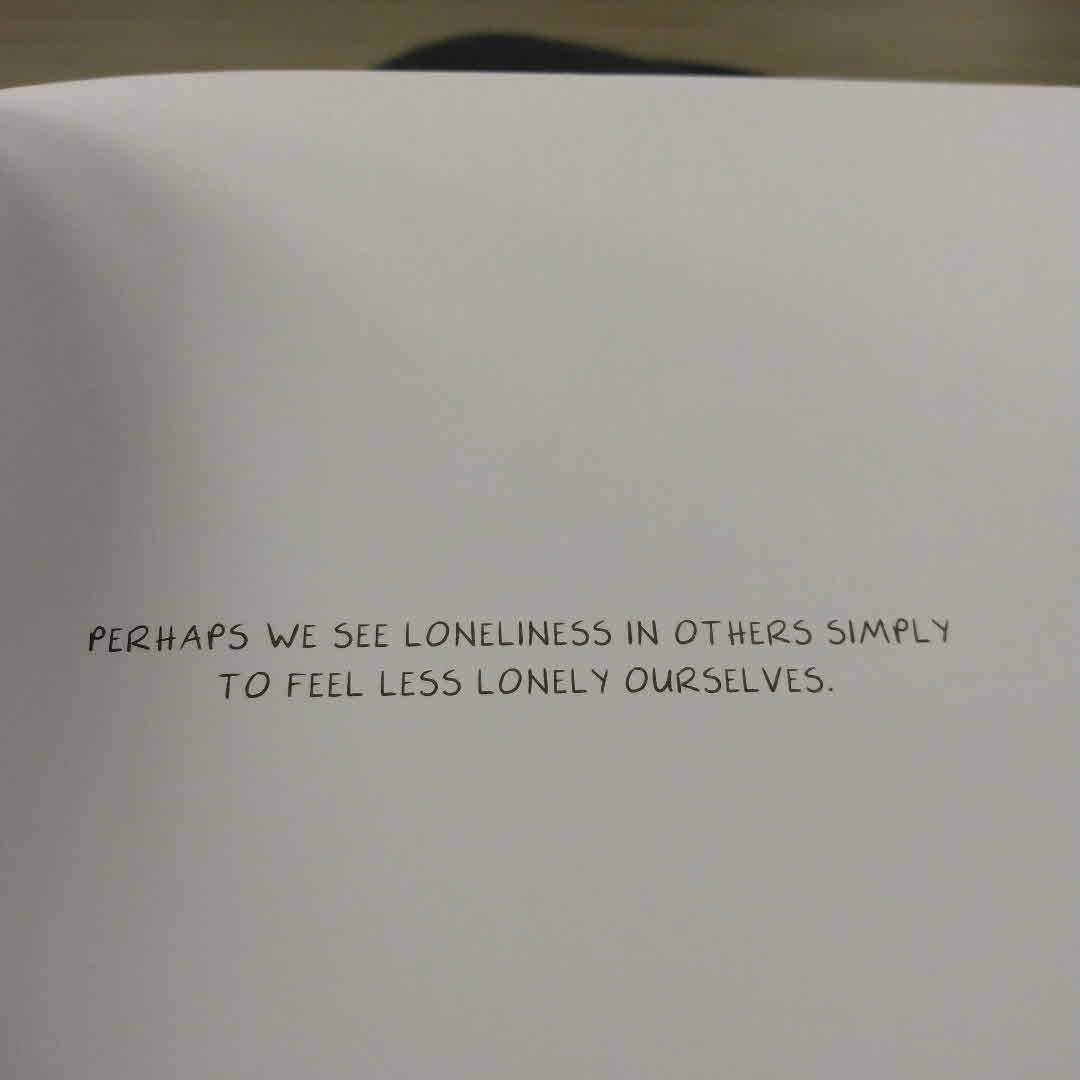 PERHAPS WE SEE LONELINESS IN OTHERS SIMPLY
TO FEEL LESS LONELY OURSELVES.